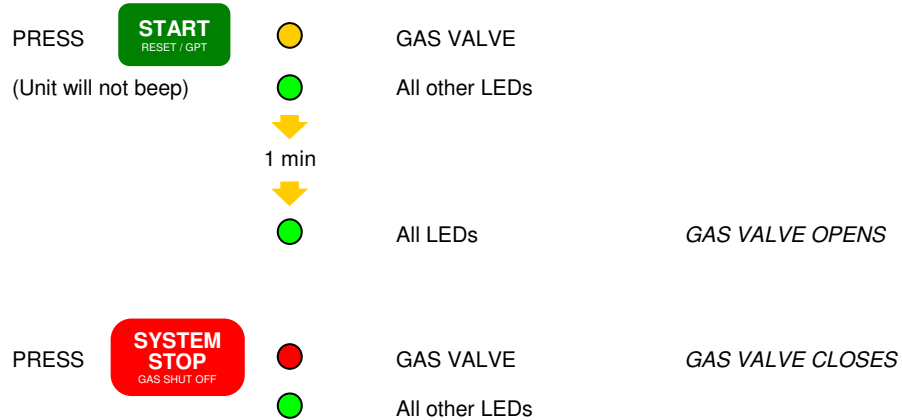 PRESS START GAS VALVE
RESET / GPT
(Unit will not beep) All other LEDs
1 min
All LEDs GAS VALVE OPENS
PRESS SYSTEM STOP GAS VALVE GAS VALVE CLOSES
GAS SHUT OFF
All other LEDs